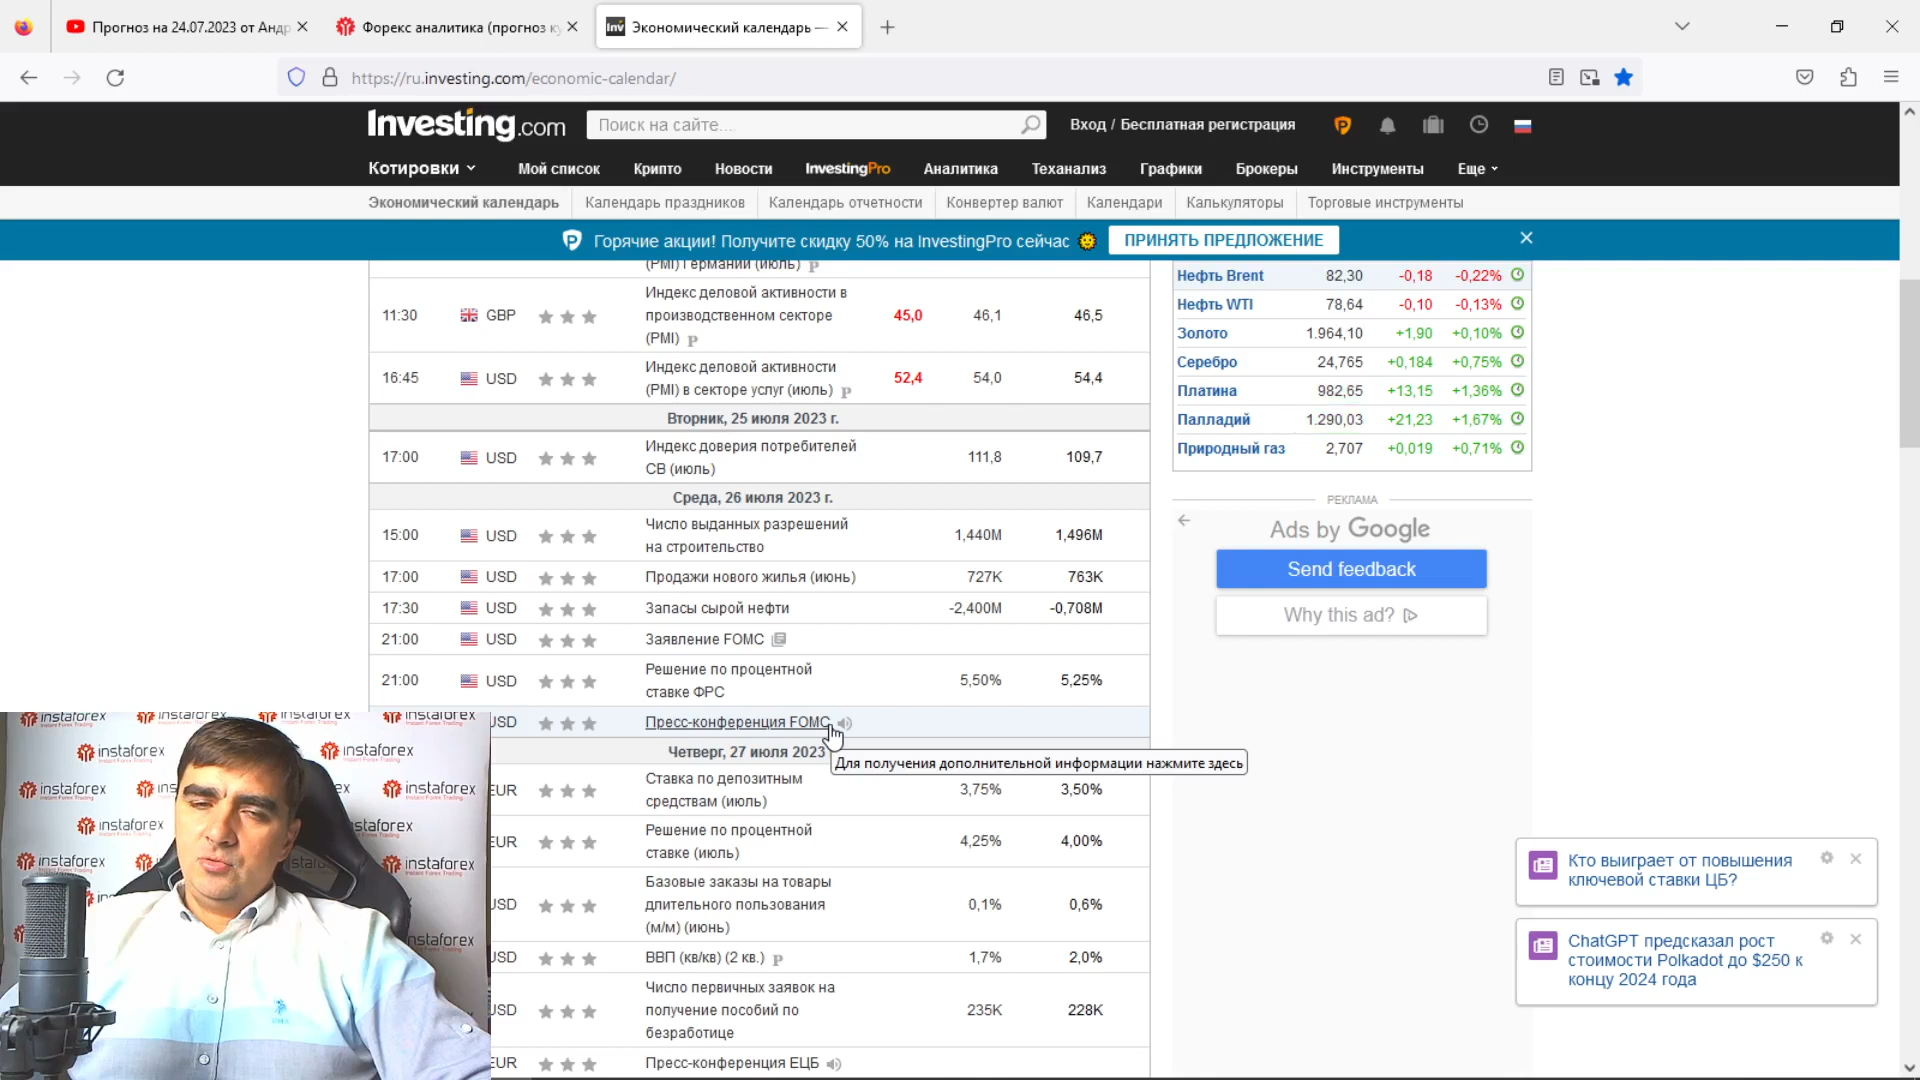 Прогноз на 24.07.2023 от Андр
Форекс аналитика (прогноз ку
Экономический календарь —
https://ru.investing.com/economic-calendar/
Investing.com
Поиск на сайте...
Вход / Бесплатная регистрация
Котировки
Мой список
Крипто
Новости
InvestingPro
Аналитика
Теханализ
Графики
Брокеры
Инструменты
Еще
Экономический календарь
Календарь праздников
Календарь отчетности
Конвертер валют
Календари
Калькуляторы
Торговые инструменты
Горячие акции! Получите скидку 50% на InvestingPro сейчас
ПРИНЯТЬ ПРЕДЛОЖЕНИЕ
(PMI) Германии (июль)
11:30 GBP Индекс деловой активности в
производственном секторе
(PMI) 45,0 46,1 46,5
16:45 USD Индекс деловой активности
(PMI) в секторе услуг (июль) 52,4 54,0 54,4
Вторник, 25 июля 2023 г.
17:00 USD Индекс доверия потребителей
CB (июль) 111,8 109,7
Среда, 26 июля 2023 г.
15:00 USD Число выданных разрешений
на строительство 1,440M 1,496M
17:00 USD Продажи нового жилья (июнь) 727K 763K
17:30 USD Запасы сырой нефти -2,400M -0,708M
21:00 USD Заявление FOMC
21:00 USD Решение по процентной
ставке ФРС 5,50% 5,25%
USD Пресс-конференция FOMC
Четверг, 27 июля 2023
Для получения дополнительной информации нажмите здесь
EUR Ставка по депозитным
средствам (июль) 3,75% 3,50%
EUR Решение по процентной
ставке (июль) 4,25% 4,00%
USD Базовые заказы на товары
длительного пользования
(м/м) (июнь) 0,1% 0,6%
USD ВВП (кв/кв) (2 кв.) 1,7% 2,0%
USD Число первичных заявок на
получение пособий по
безработице 235K 228K
EUR Пресс-конференция ЕЦБ
Нефть Brent 82,30 -0,18 -0,22%
Нефть WTI 78,64 -0,10 -0,13%
Золото 1.964,10 +1,90 +0,10%
Серебро 24,765 +0,184 +0,75%
Платина 982,65 +13,15 +1,36%
Палладий 1.290,03 +21,23 +1,67%
Природный газ 2,707 +0,019 +0,71%
РЕКЛАМА
Ads by Google
Send feedback
Why this ad?
Кто выиграет от повышения
ключевой ставки ЦБ?
ChatGPT предсказал рост
стоимости Polkadot до $250 к
концу 2024 года
instaforex
Instant Forex Trading